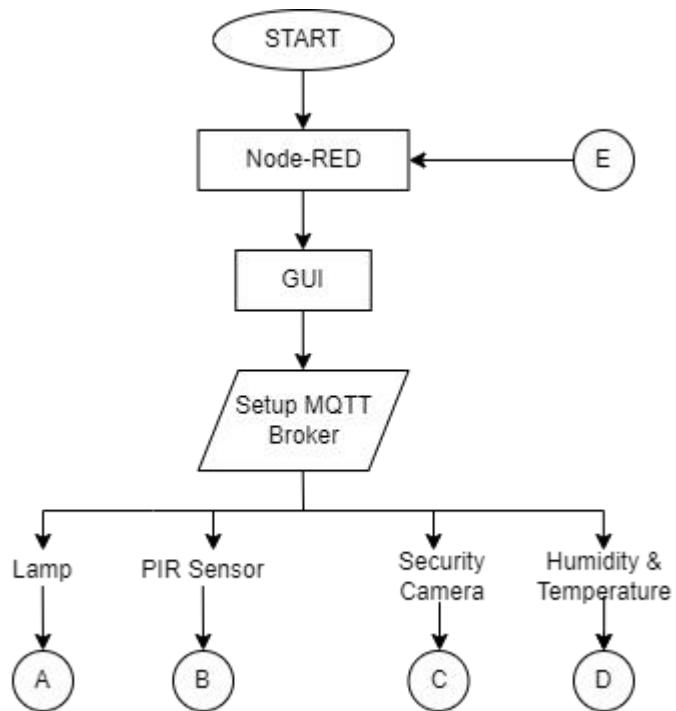 START
Node-RED
E
GUI
Setup MQTT
Broker
Lamp
PIR Sensor
Security
Camera
Humidity &
Temperature
A
B
C
D